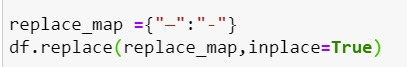 replace_map ={"—":"-"}
df.replace(replace_map,inplace=True)